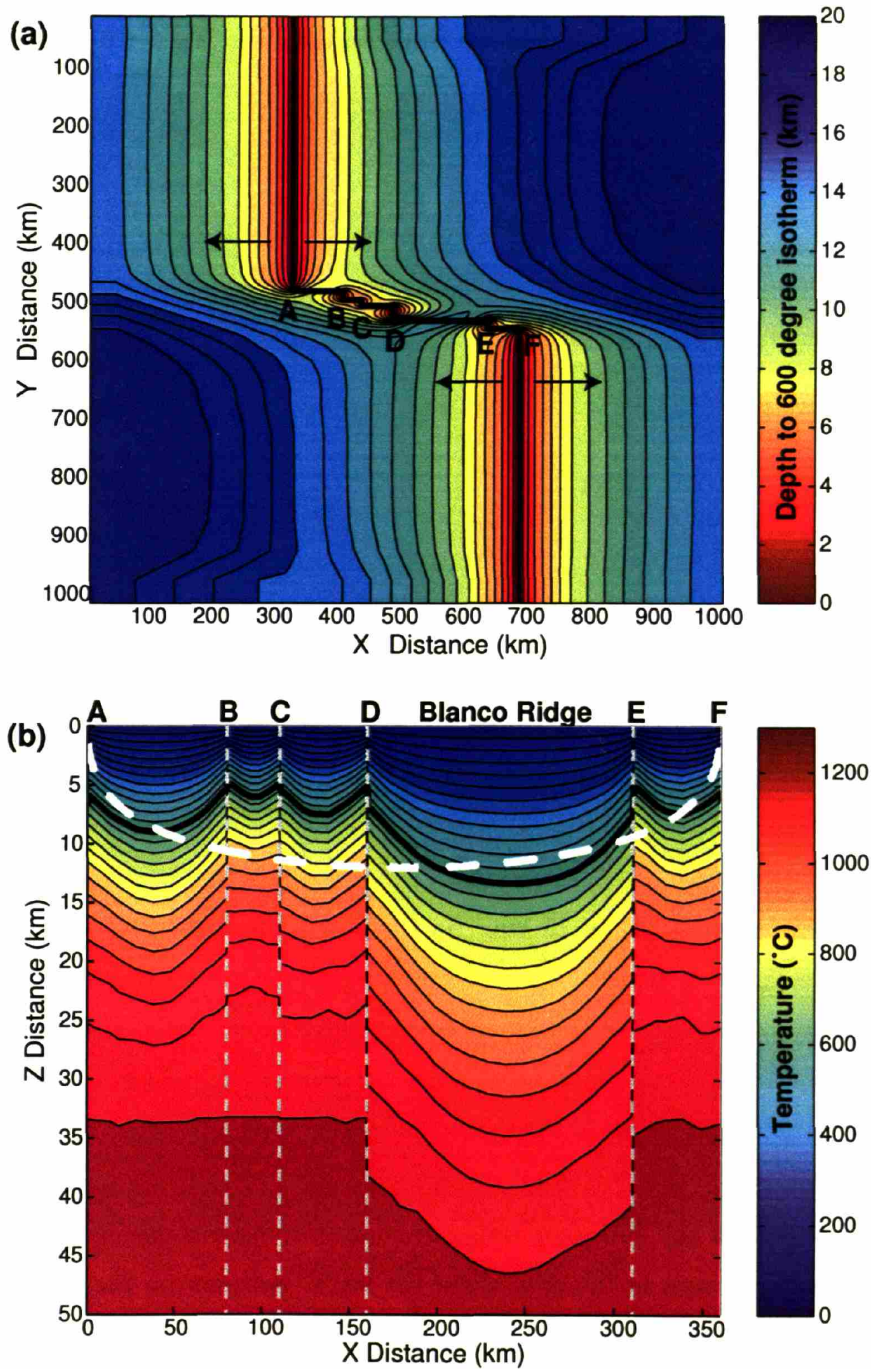 (a)
Y Distance (km)
100
200
300
400
500
600
700
800
900
1000
A
B
C
D
E
F
100 200 300 400 500 600 700 800 900 1000
X Distance (km)
20
18
16
14
12
10
8
6
4
2
0
Depth to 600 degree isotherm (km)
(b)
A B C D Blanco Ridge E F
Z Distance (km)
0
5
10
15
20
25
30
35
40
45
50
0 50 100 150 200 250 300 350
X Distance (km)
1200
1000
800
600
400
200
0
Temperature (˚C)